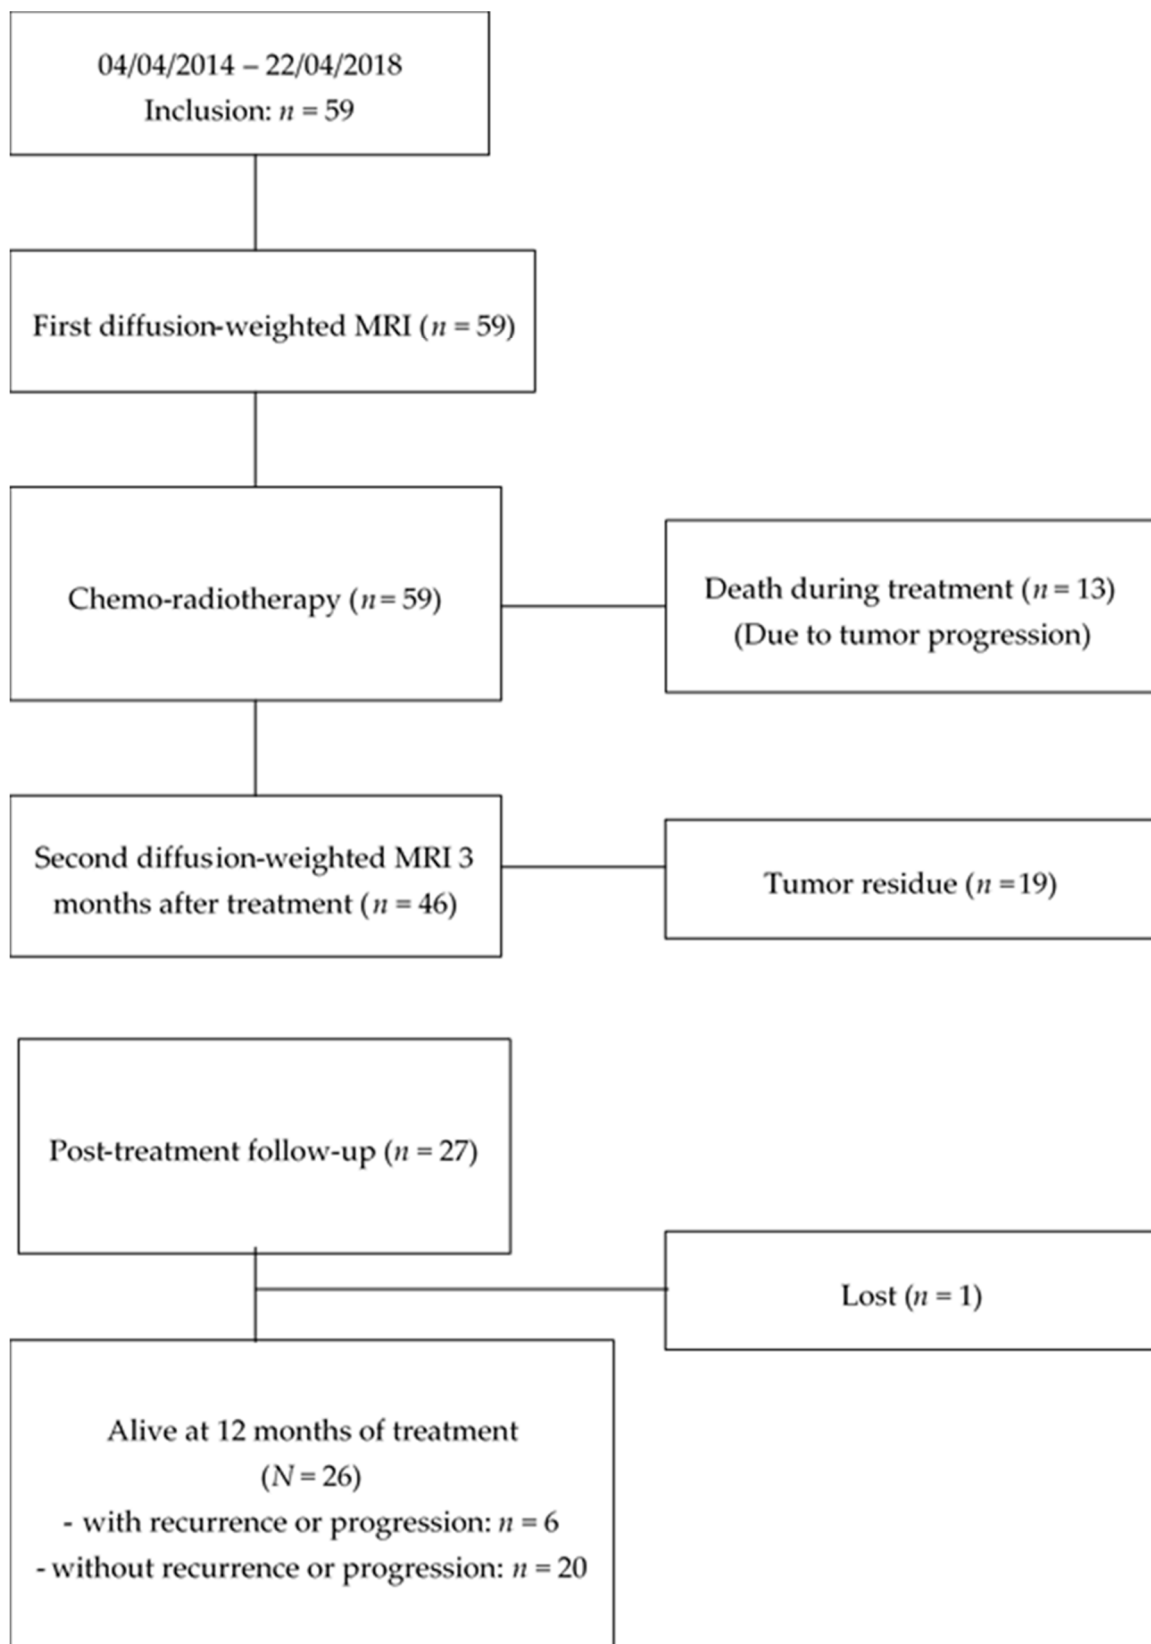 04/04/2014 – 22/04/2018
Inclusion: n = 59
First diffusion-weighted MRI (n = 59)
Chemo-radiotherapy (n= 59)
Death during treatment (n = 13)
(Due to tumor progression)
Second diffusion-weighted MRI 3
months after treatment (n = 46)
Tumor residue (n =19)
Post-treatment follow-up (n = 27)
Lost (n = 1)
Alive at 12 months of treatment
(N = 26)
- with recurrence or progression: n = 6
- without recurrence or progression: n = 20